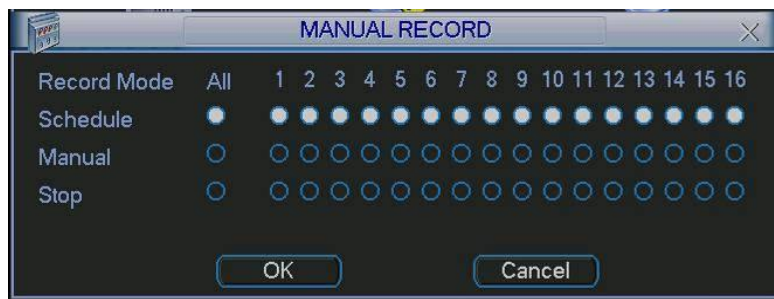 MANUAL RECORD
Record Mode All 1 2 3 4 5 6 7 8 9 10 11 12 13 14 15 16
Schedule
Manual
Stop
OK Cancel